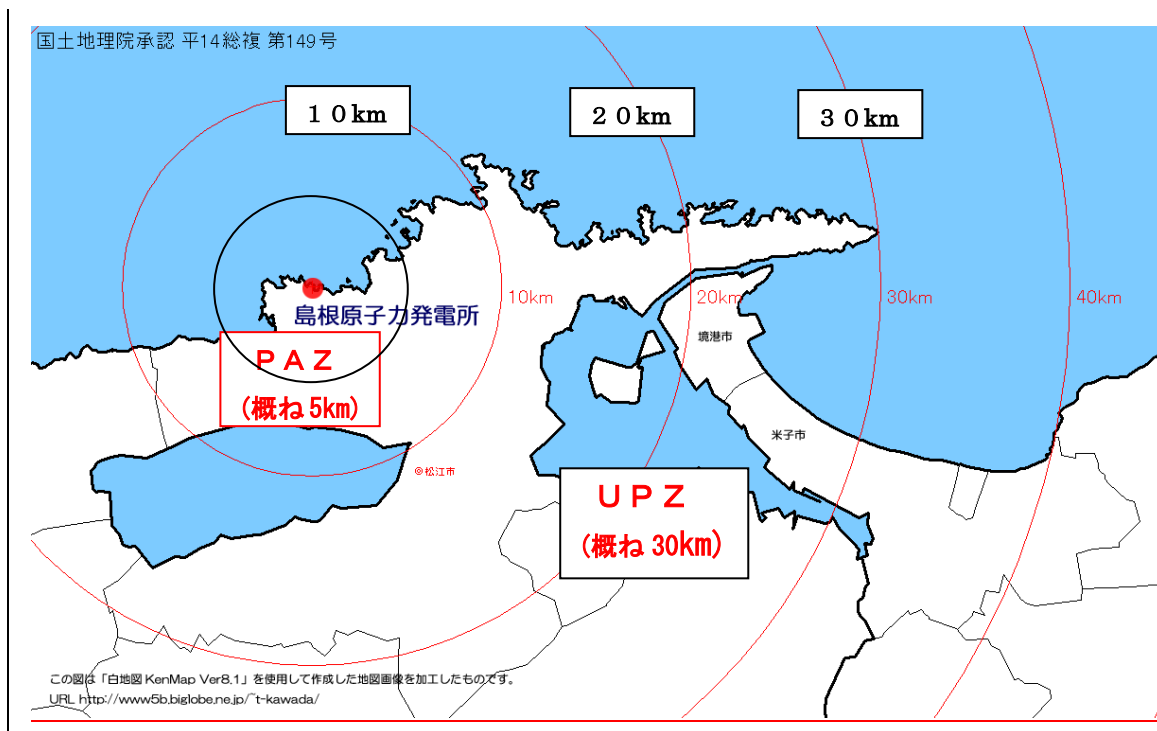 国土地理院承認 平14総複 第149号
１０km
２０km
３０km
10km
20km
30km
40km
島根原子力発電所
境港市
ＰＡＺ
(概ね 5km)
米子市
◎松江市
ＵＰＺ
(概ね 30km)
この図は「白地図 KenMap Ver8.1」を使用して作成した地図画像を加工したものです。
URL http://www5b.biglobe.ne.jp/~t-kawada/